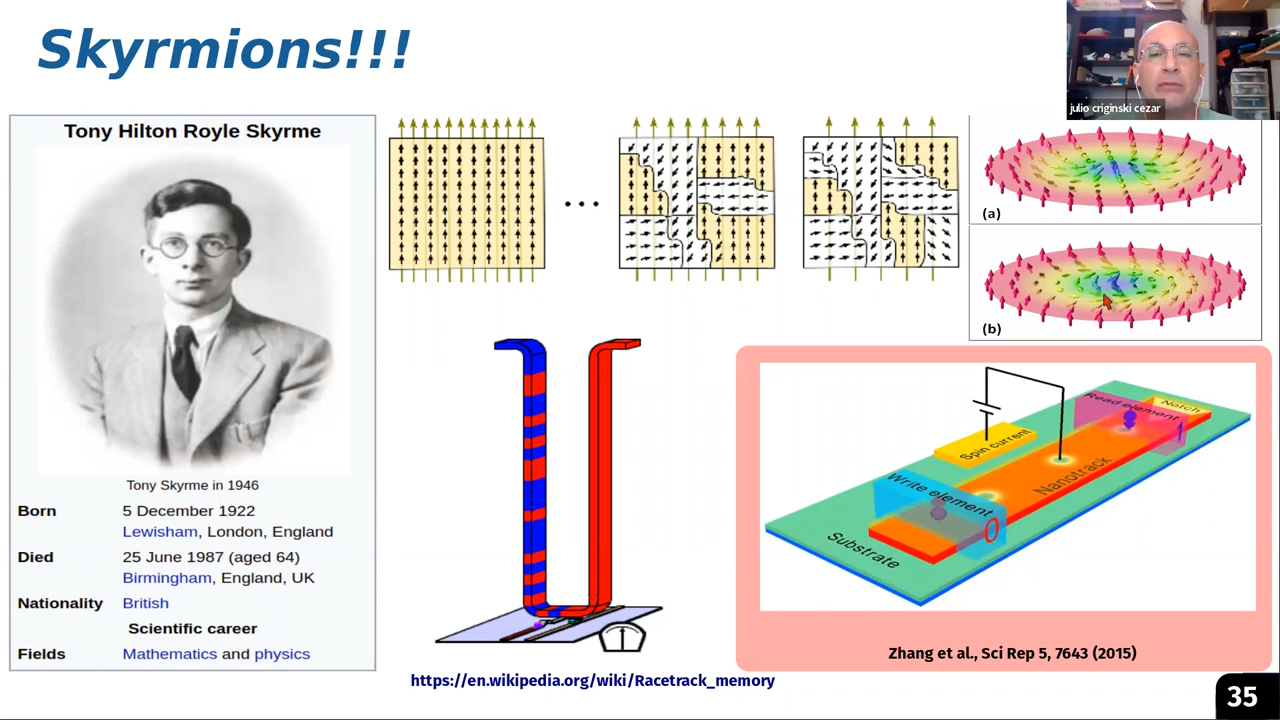 Skyrmions!!!
julio criginski cezar
Tony Hilton Royle Skyrme
Tony Skyrme in 1946
Born 5 December 1922
Lewisham, London, England
Died 25 June 1987 (aged 64)
Birmingham, England, UK
Nationality British
Scientific career
Fields Mathematics and physics
...
(a)
(b)
Read element
Notch
Spin current
Nanotrack
Write element
0
1
Substrate
Zhang et al., Sci Rep 5, 7643 (2015)
https://en.wikipedia.org/wiki/Racetrack_memory
35